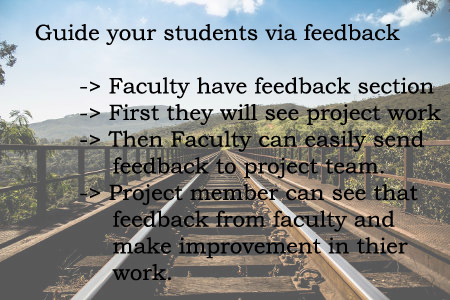 Guide your students via feedback
-> Faculty have feedback section
-> First they will see project work
-> Then Faculty can easily send
feedback to project team.
-> Project member can see that
feedback from faculty and
make improvement in thier
work.